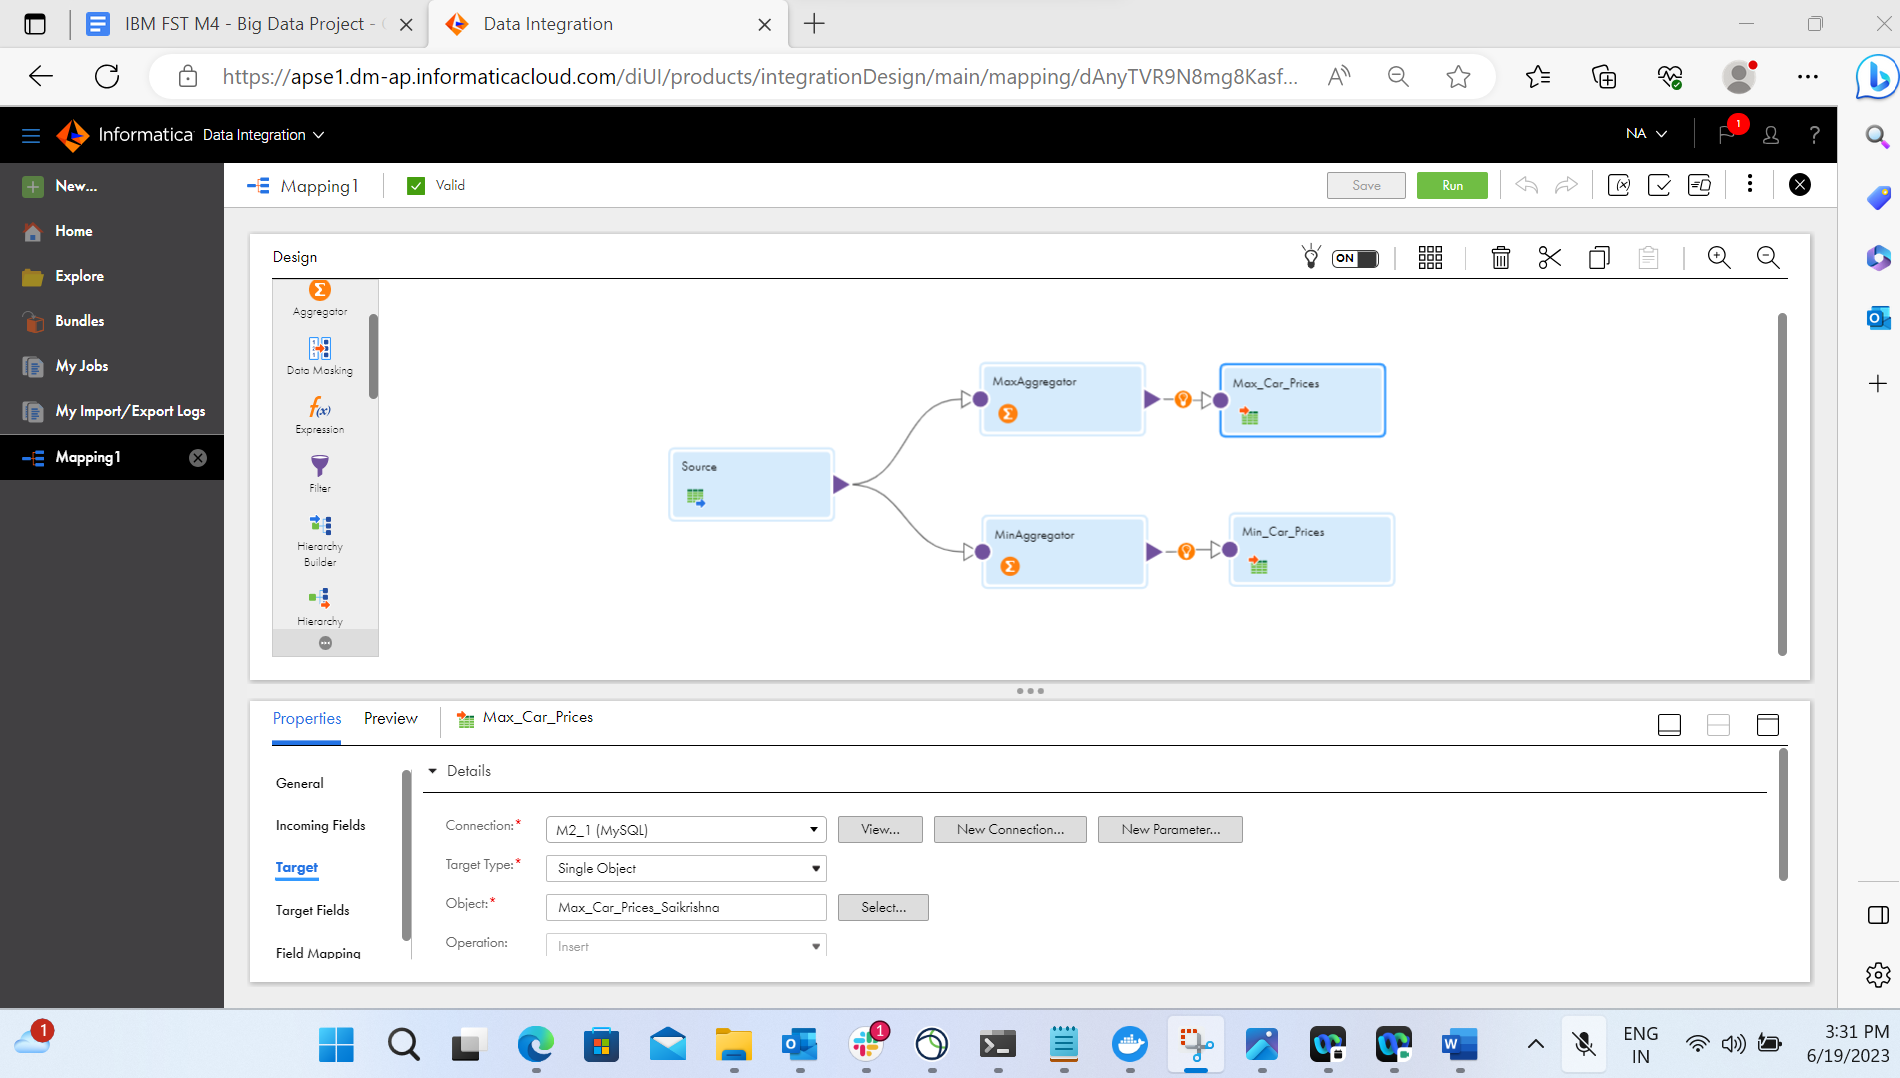 IBM FST M4 - Big Data Project -
Data Integration
https://apse1.dm-ap.informaticacloud.com/diUI/products/integrationDesign/main/mapping/dAnyTVR9N8mg8Kasf...
Informatica Data Integration
NA
1
?
New...
Home
Explore
Bundles
My Jobs
My Import/Export Logs
Mapping1
Mapping1
Valid
Save
Run
Design
ON
Aggregator
Data Masking
f(x)
Expression
Filter
Hierarchy
Builder
Hierarchy
Source
MaxAggregator
Max_Car_Prices
MinAggregator
Min_Car_Prices
Properties
Preview
Max_Car_Prices
General
Incoming Fields
Target
Target Fields
Field Mapping
Details
Connection:*
M2_1 (MySQL)
View...
New Connection...
New Parameter...
Target Type:*
Single Object
Object:*
Max_Car_Prices_Saikrishna
Select...
Operation:
Insert
1
1
ENG
IN
3:31 PM
6/19/2023